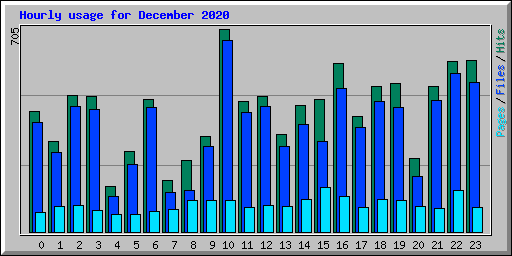 Hourly usage for December 2020
705
Pages/Files/Hits
0 1 2 3 4 5 6 7 8 9 10 11 12 13 14 15 16 17 18 19 20 21 22 23